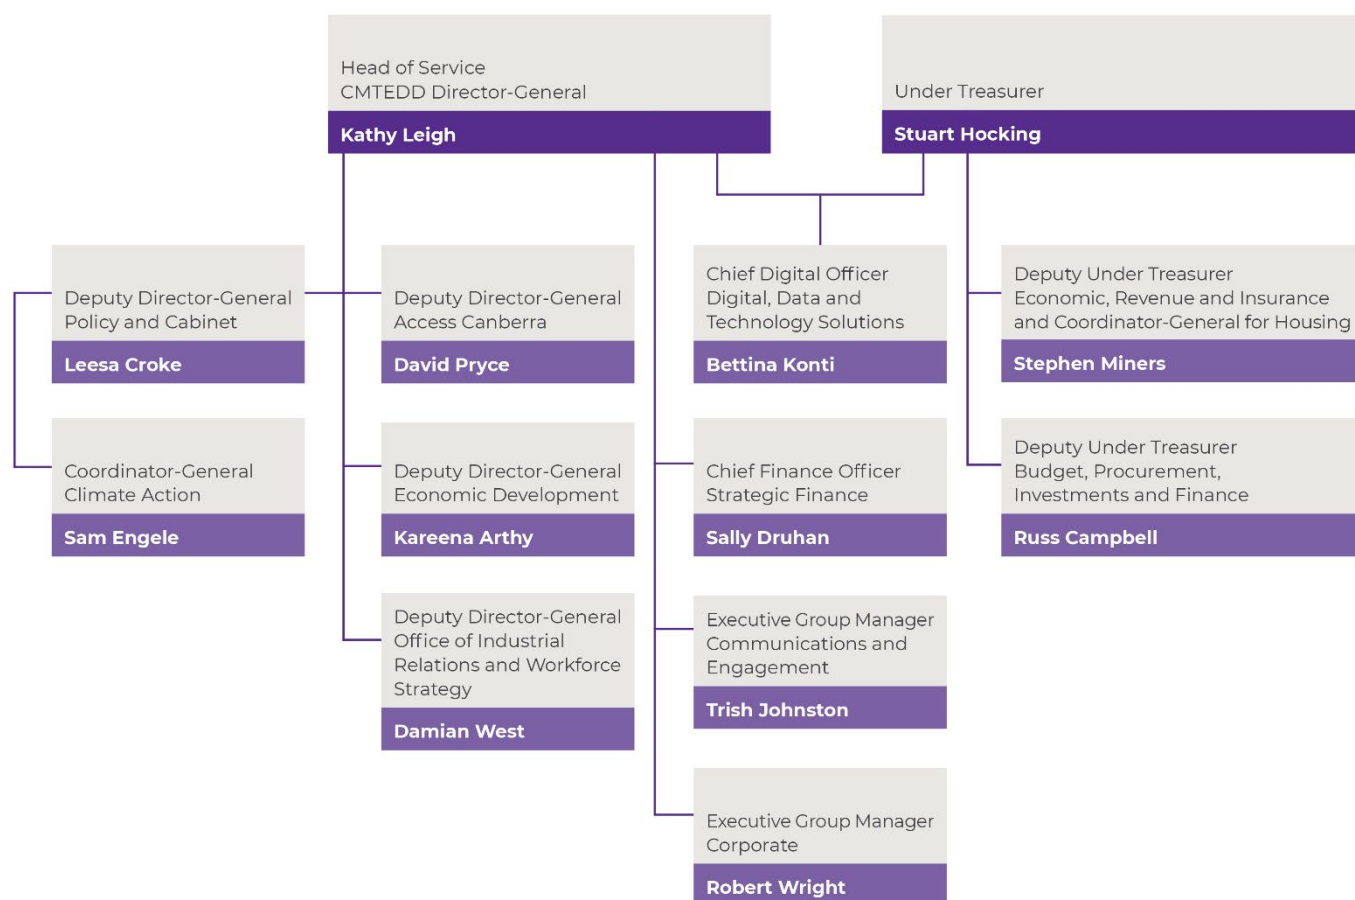 Head of Service
CMTEDD Director-General
Kathy Leigh
Under Treasurer
Stuart Hocking
Deputy Director-General
Policy and Cabinet
Leesa Croke
Deputy Director-General
Access Canberra
David Pryce
Chief Digital Officer
Digital, Data and
Technology Solutions
Bettina Konti
Deputy Under Treasurer
Economic, Revenue and Insurance
and Coordinator-General for Housing
Stephen Miners
Coordinator-General
Climate Action
Sam Engele
Deputy Director-General
Economic Development
Kareena Arthy
Chief Finance Officer
Strategic Finance
Sally Druhan
Deputy Under Treasurer
Budget, Procurement,
Investments and Finance
Russ Campbell
Deputy Director-General
Office of Industrial
Relations and Workforce
Strategy
Damian West
Executive Group Manager
Communications and
Engagement
Trish Johnston
Executive Group Manager
Corporate
Robert Wright